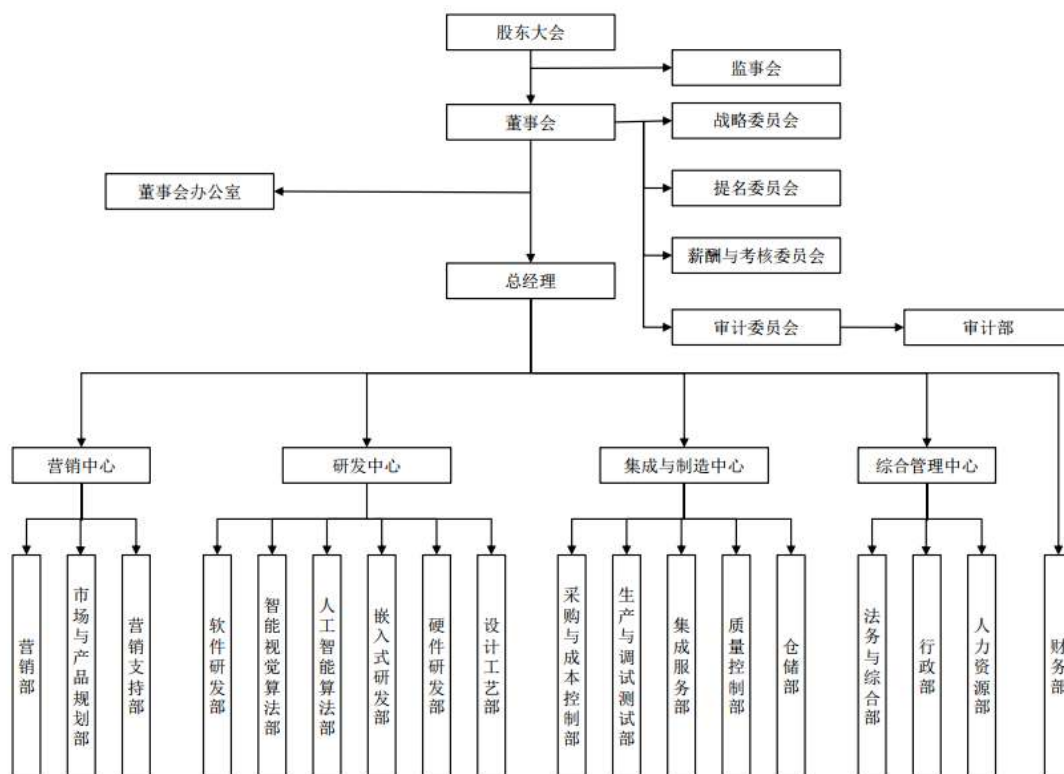 股东大会
监事会
董事会
战略委员会
董事会办公室
提名委员会
薪酬与考核委员会
总经理
审计委员会
审计部
营销中心
研发中心
集成与制造中心
综合管理中心
营销部
市场与产品规划部
营销支持部
软件研发部
智能视觉算法部
人工智能算法部
嵌入式研发部
硬件研发部
设计工艺部
采购与成本控制部
生产与调试测试部
集成服务部
质量控制部
仓储部
法务与综合部
行政部
人力资源部
财务部